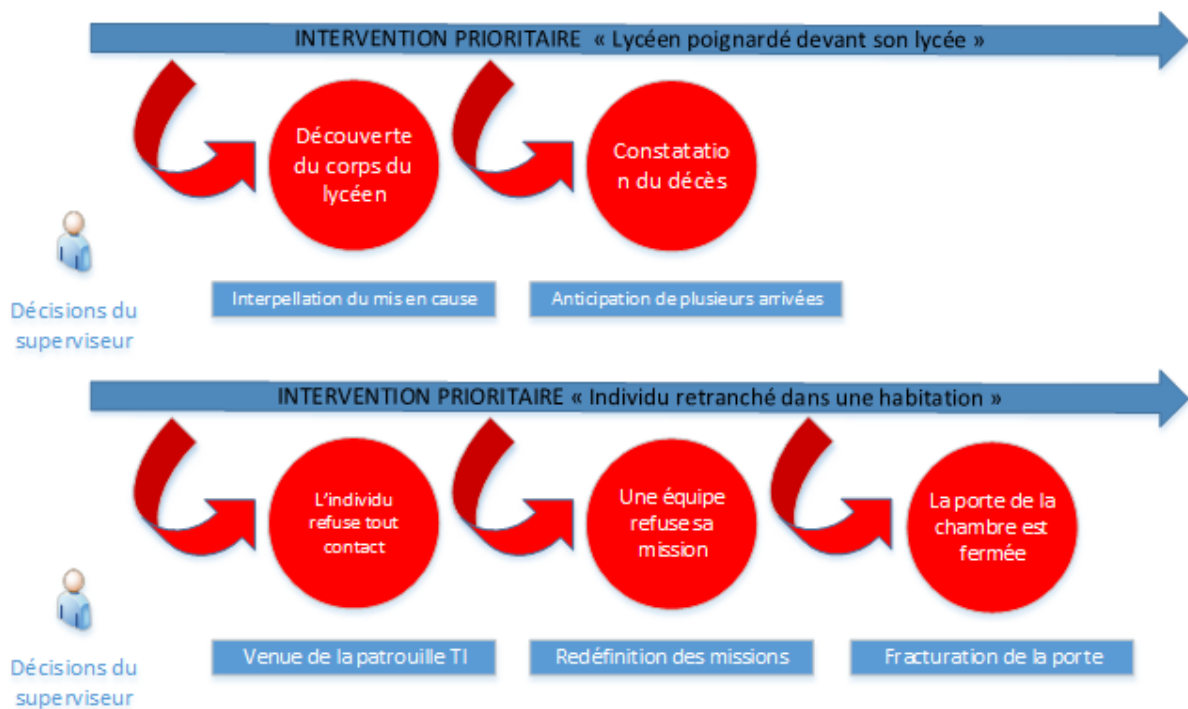 INTERVENTION PRIORITAIRE « Lycéen poignardé devant son lycée »
Découverte
du corps du
lycéen
Constatatio
n du décès
Décisions du
superviseur
Interpellation du mis en cause
Anticipation de plusieurs arrivées
INTERVENTION PRIORITAIRE « Individu retranché dans une habitation »
L'individu
refuse tout
contact
Une équipe
refuse sa
mission
La porte de la
chambre est
fermée
Décisions du
superviseur
Venue de la patrouille TI
Redéfinition des missions
Fracturation de la porte